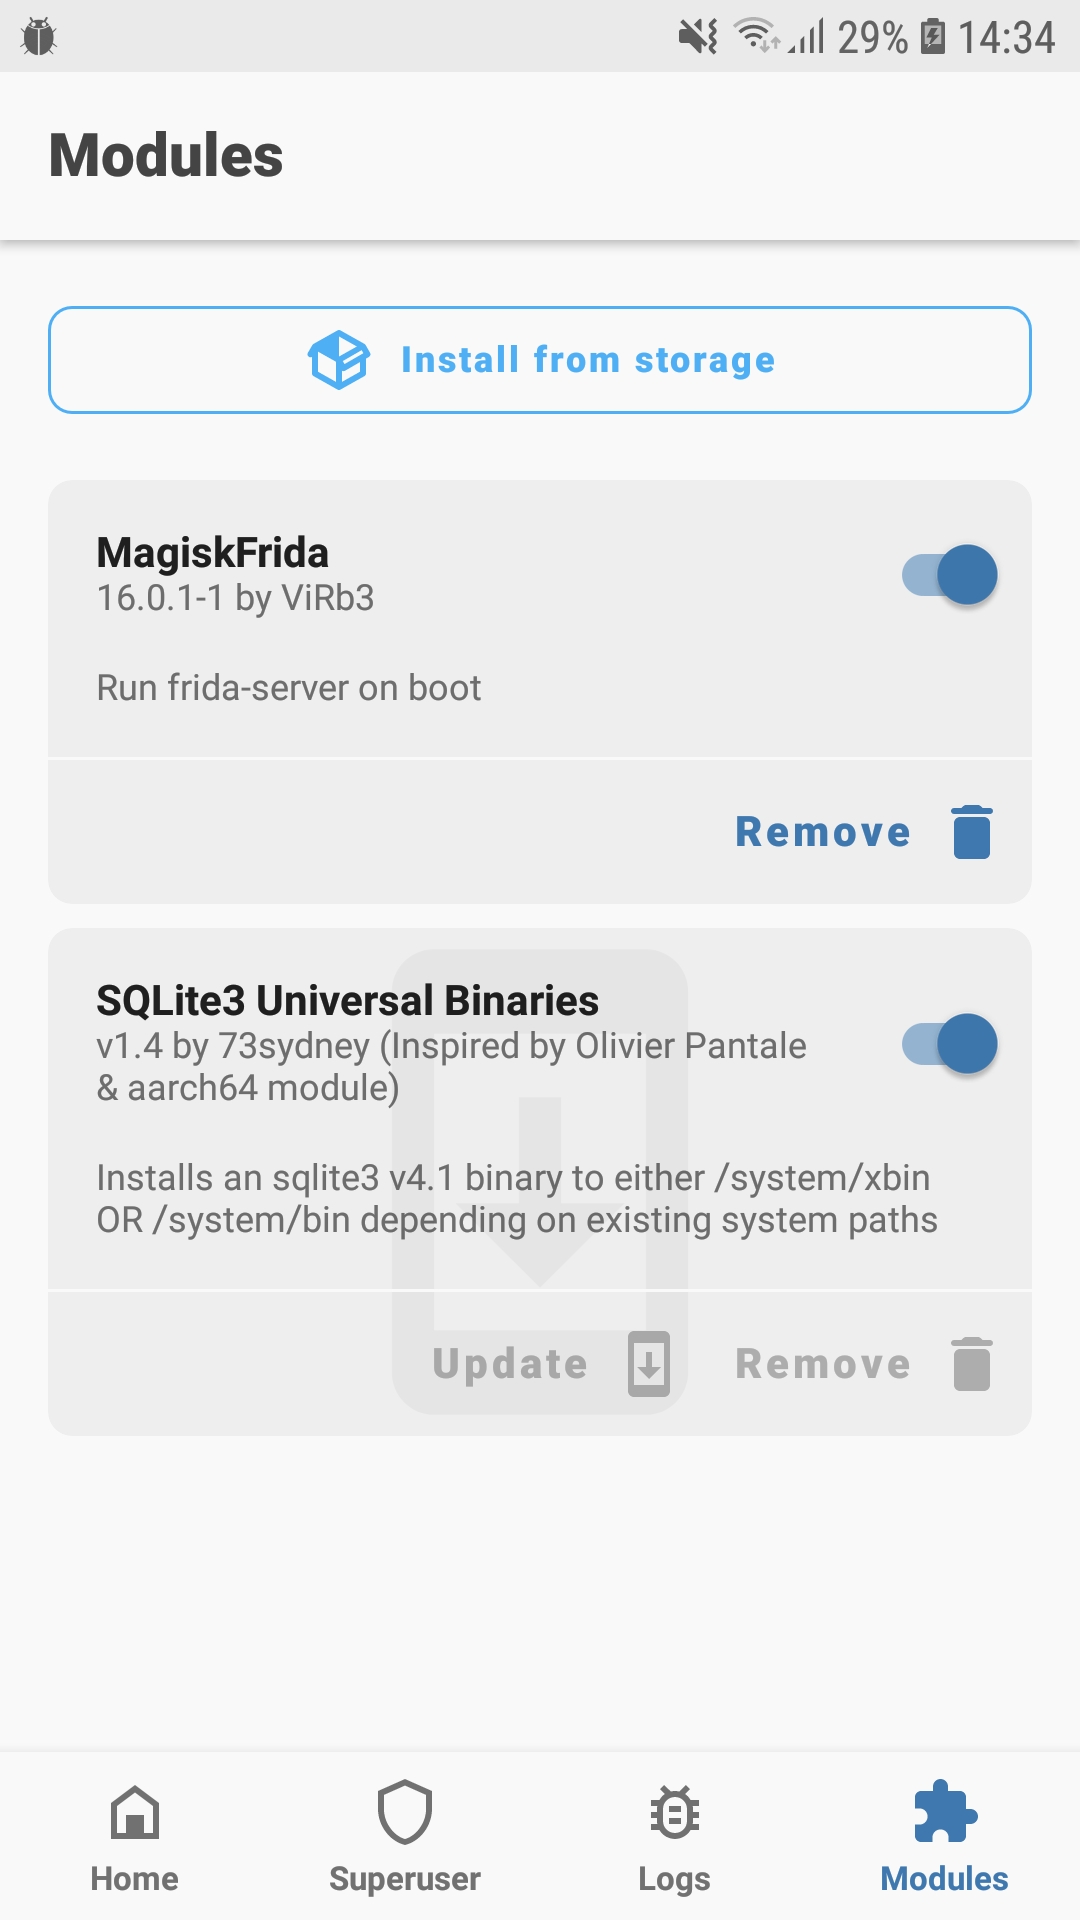 29% 14:34
Modules
Install from storage
MagiskFrida
16.0.1-1 by ViRb3
Run frida-server on boot
Remove
SQLite3 Universal Binaries
v1.4 by 73sydney (Inspired by Olivier Pantale
& aarch64 module)
Installs an sqlite3 v4.1 binary to either /system/xbin
OR /system/bin depending on existing system paths
Update Remove
Home Superuser Logs Modules